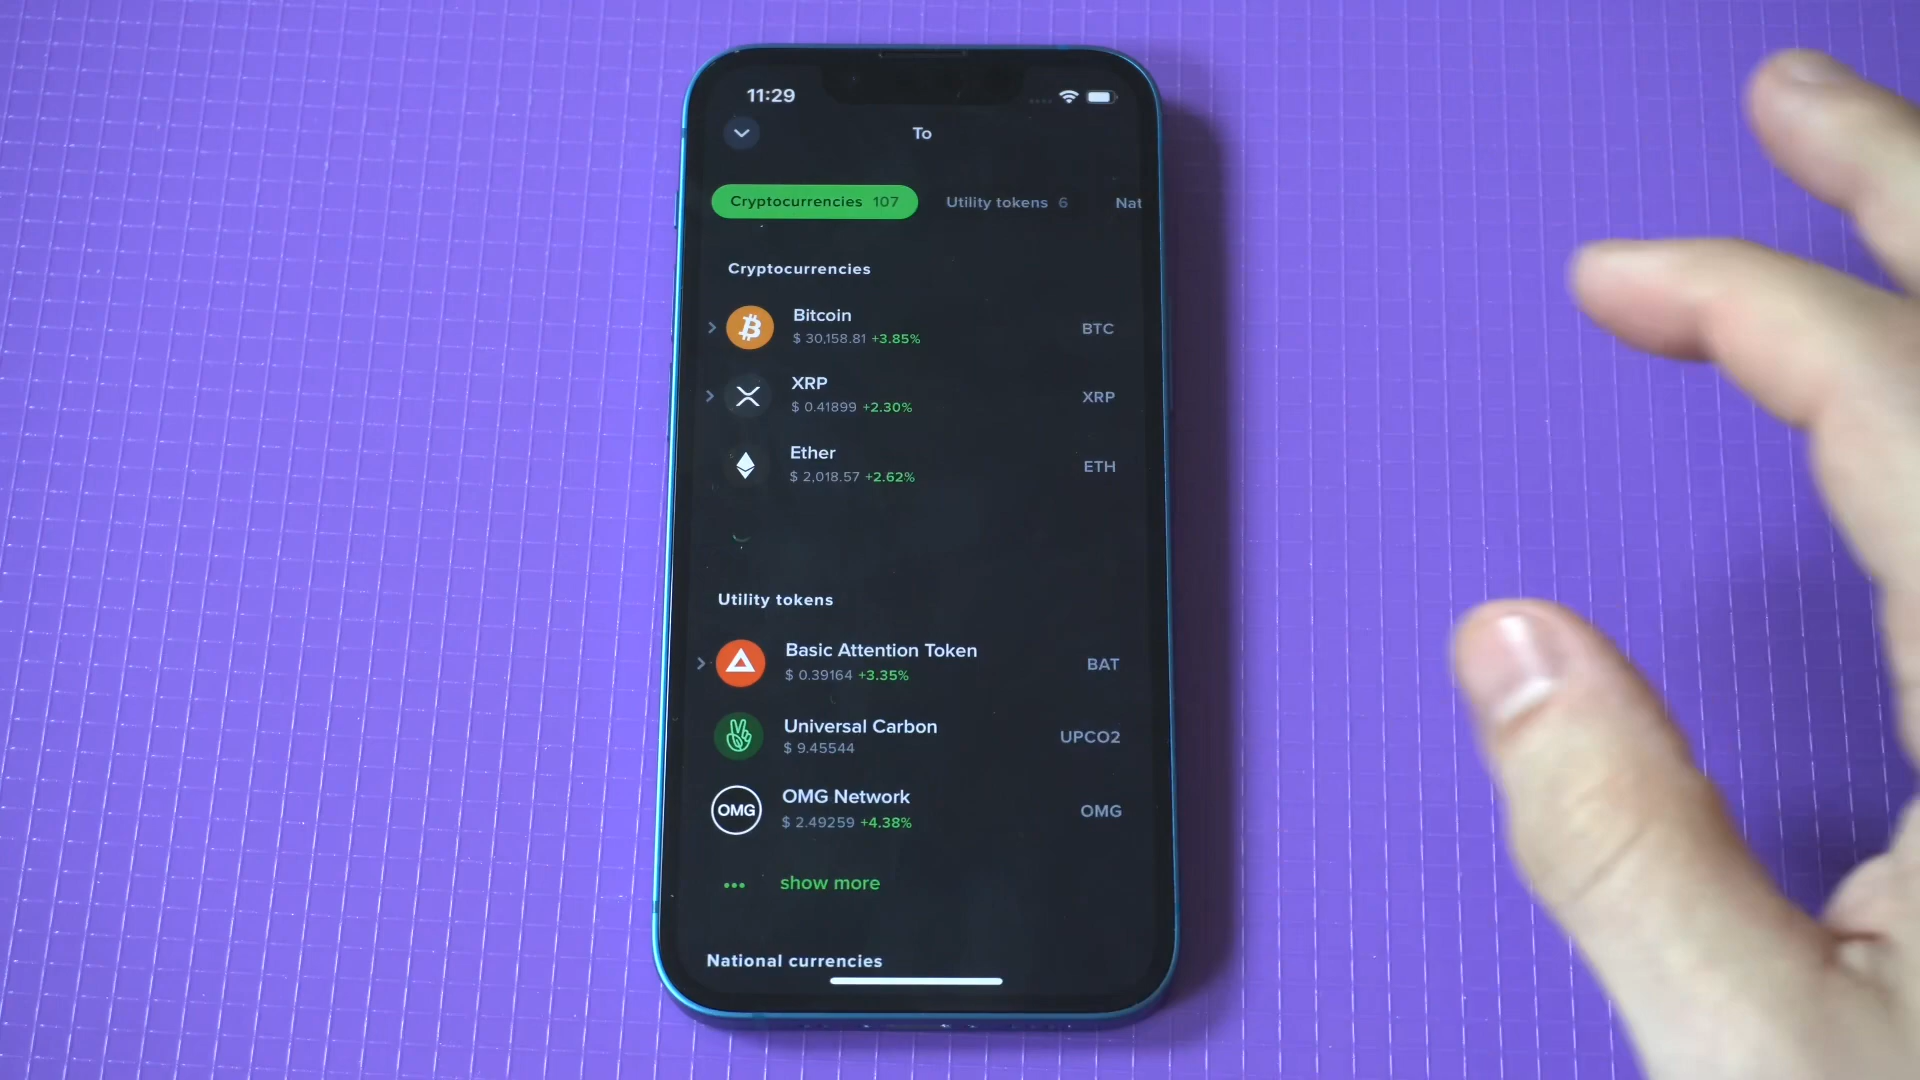 11:29
To
Cryptocurrencies 107 Utility tokens 6 Nat
Cryptocurrencies
Bitcoin
$ 30,158.81 +3.85%
BTC
XRP
$ 0.41899 +2.30%
XRP
Ether
$ 2,018.57 +2.62%
ETH
Utility tokens
Basic Attention Token
$ 0.39164 +3.35%
BAT
Universal Carbon
$ 9.45544
UPCO2
OMG
OMG Network
$ 2.49259 +4.38%
OMG
show more
National currencies